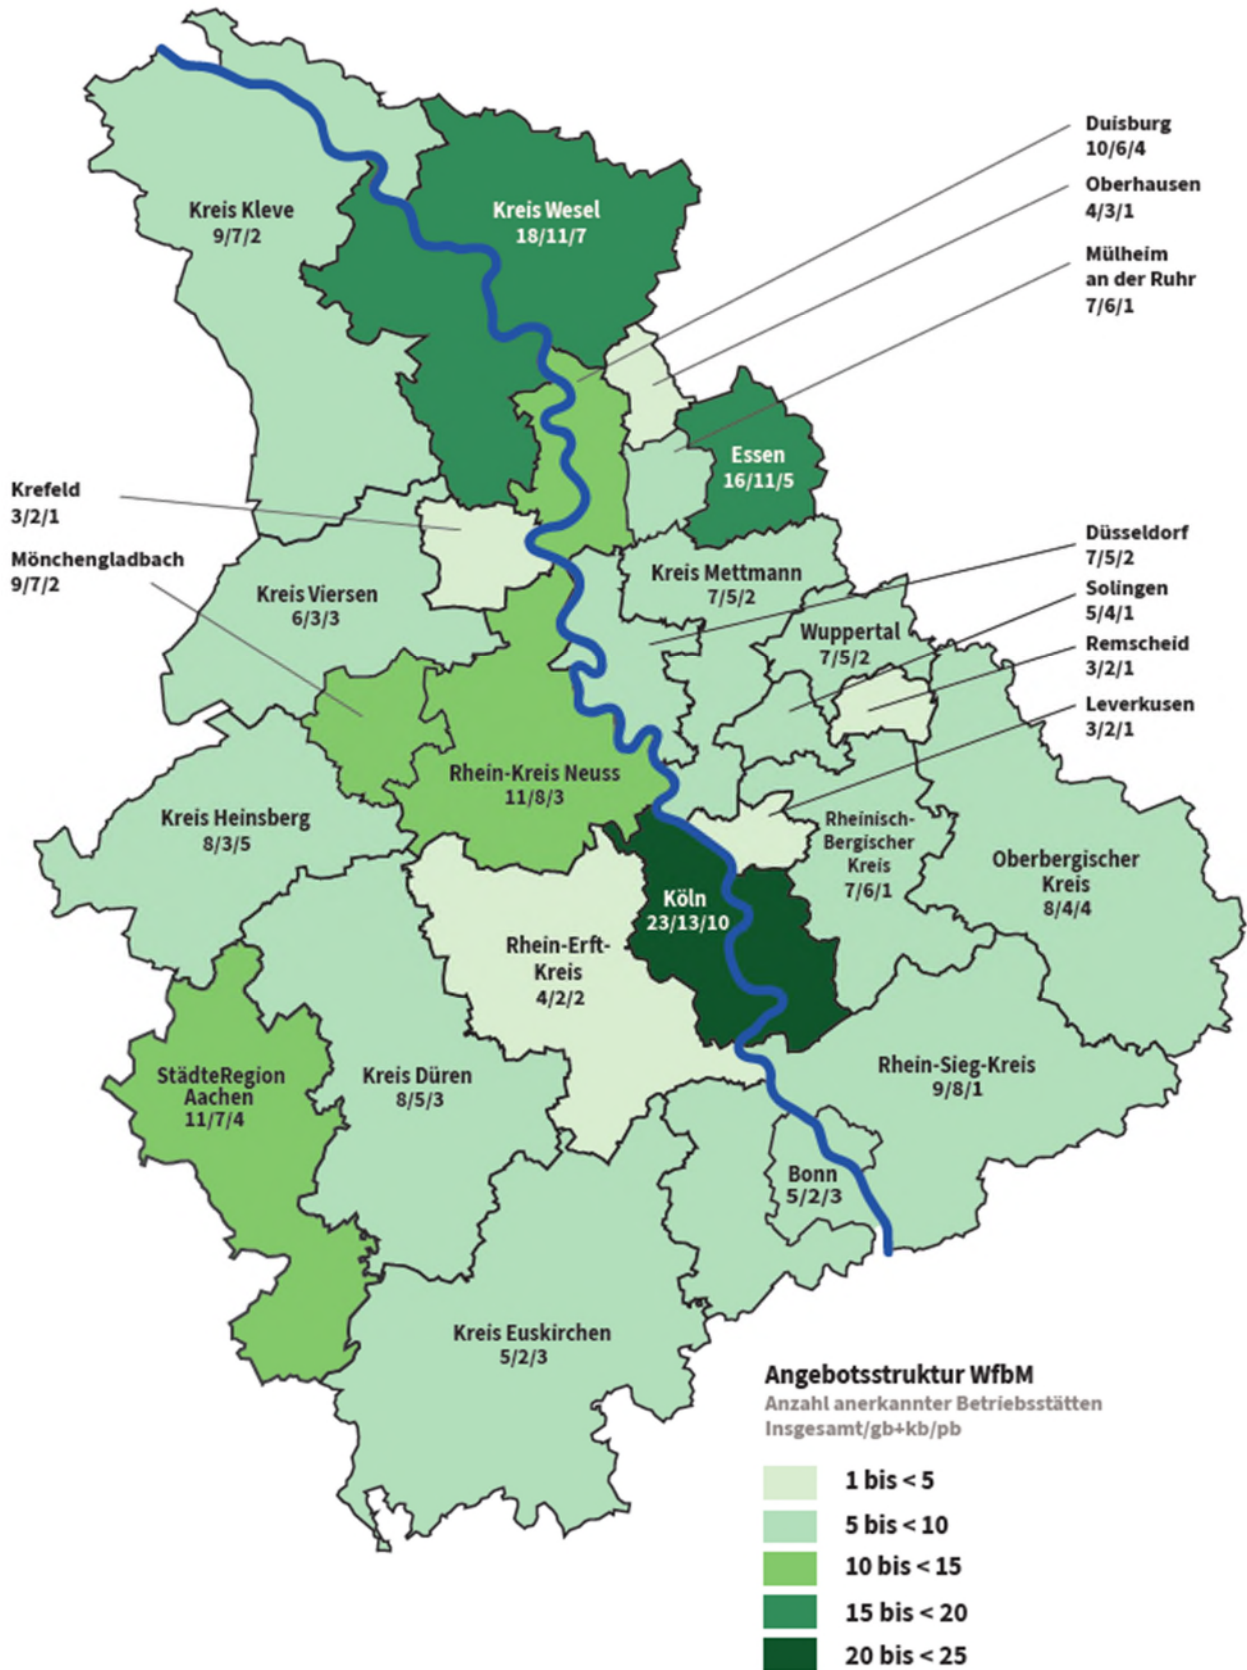 Duisburg
10/6/4
Oberhausen
4/3/1
Mülheim
an der Ruhr
7/6/1
Kreis Kleve
9/7/2
Kreis Wesel
18/11/7
Essen
16/11/5
Krefeld
3/2/1
Mönchengladbach
9/7/2
Düsseldorf
7/5/2
Solingen
5/4/1
Remscheid
3/2/1
Leverkusen
3/2/1
Kreis Viersen
6/3/3
Kreis Mettmann
7/5/2
Wuppertal
7/5/2
Rhein-Kreis Neuss
11/8/3
Kreis Heinsberg
8/3/5
Rheinisch-
Bergischer
Kreis
7/6/1
Oberbergischer
Kreis
8/4/4
Köln
23/13/10
Rhein-Erft-
Kreis
4/2/2
StädteRegion
Aachen
11/7/4
Kreis Düren
8/5/3
Rhein-Sieg-Kreis
9/8/1
Bonn
5/2/3
Kreis Euskirchen
5/2/3
Angebotsstruktur WfbM
Anzahl anerkannter Betriebsstätten
Insgesamt/gb+kb/pb
1 bis < 5
5 bis < 10
10 bis < 15
15 bis < 20
20 bis < 25